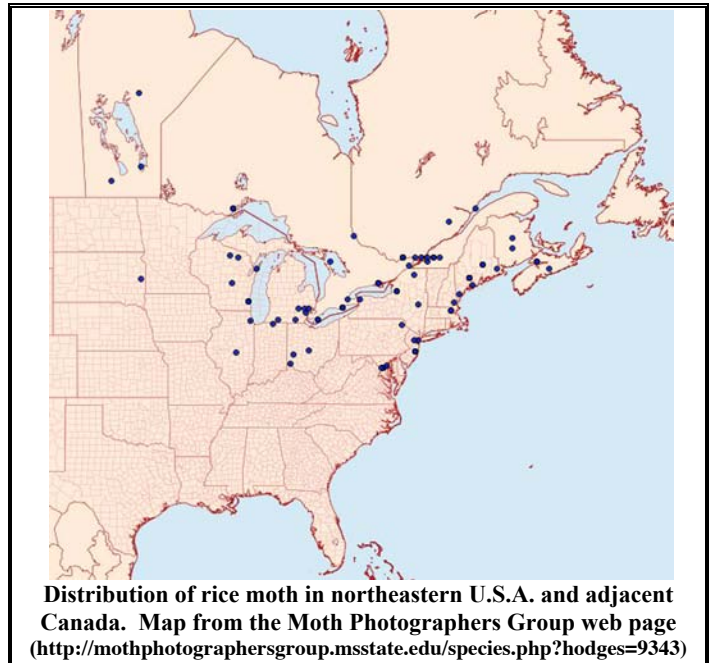 Distribution of rice moth in northeastern U.S.A. and adjacent
Canada.  Map from the Moth Photographers Group web page
(http://mothphotographersgroup.msstate.edu/species.php?hodges=9343)